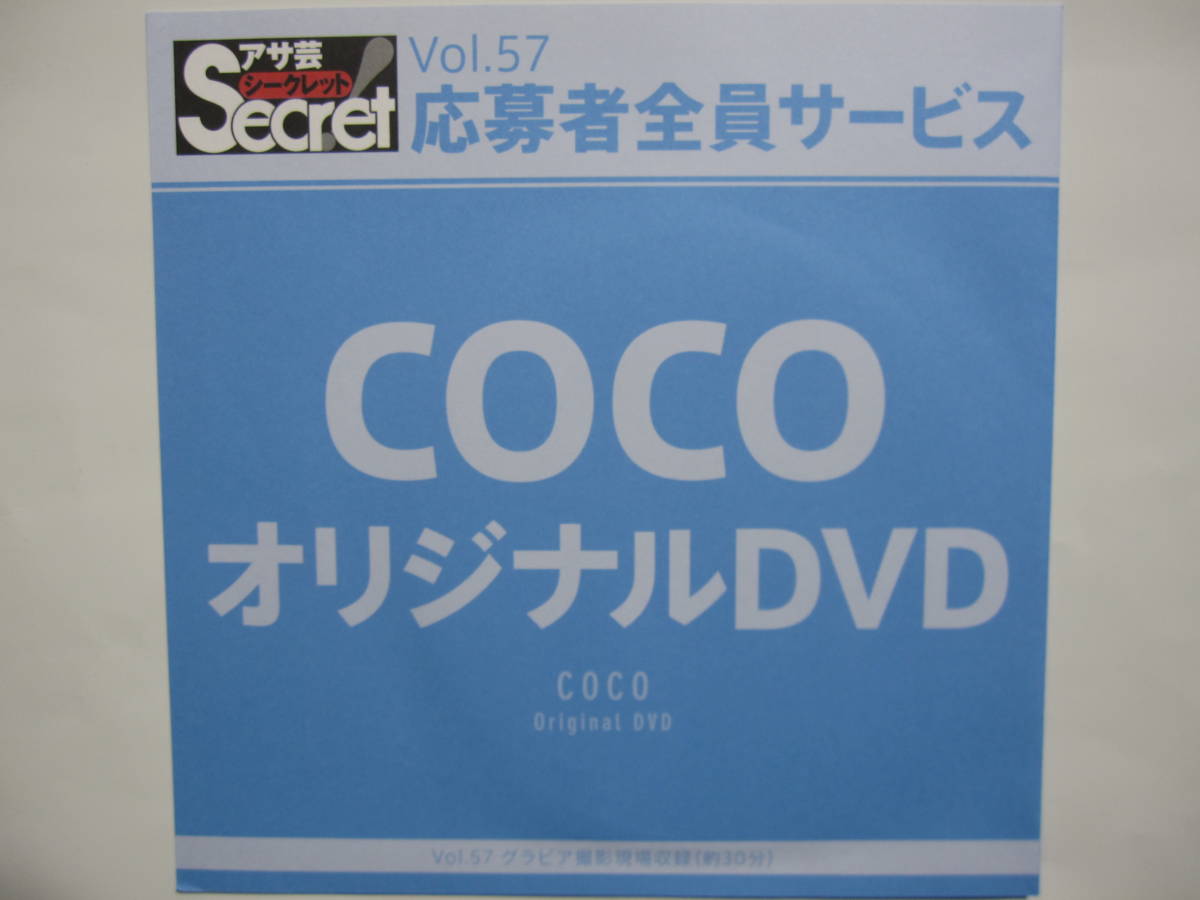 アサ芸
シークレット!
Secret!
Vol.57
応募者全員サービス
COCO
オリジナルDVD
COCO
Original DVD
Vol.57 グラビア撮影現場収録(約30分)